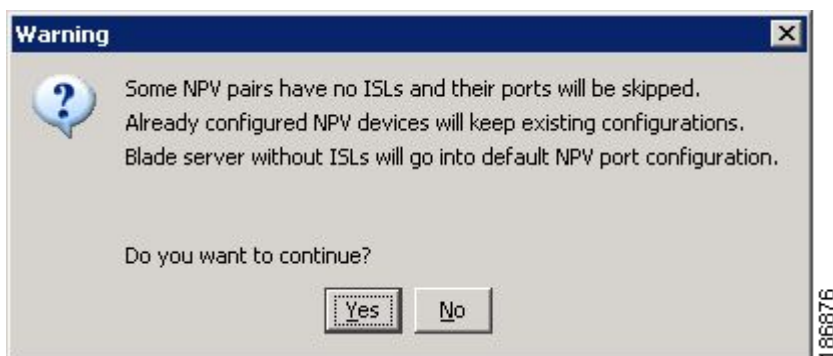 Warning
Some NPV pairs have no ISLs and their ports will be skipped.
Already configured NPV devices will keep existing configurations.
Blade server without ISLs will go into default NPV port configuration.
Do you want to continue?
Yes No
186876